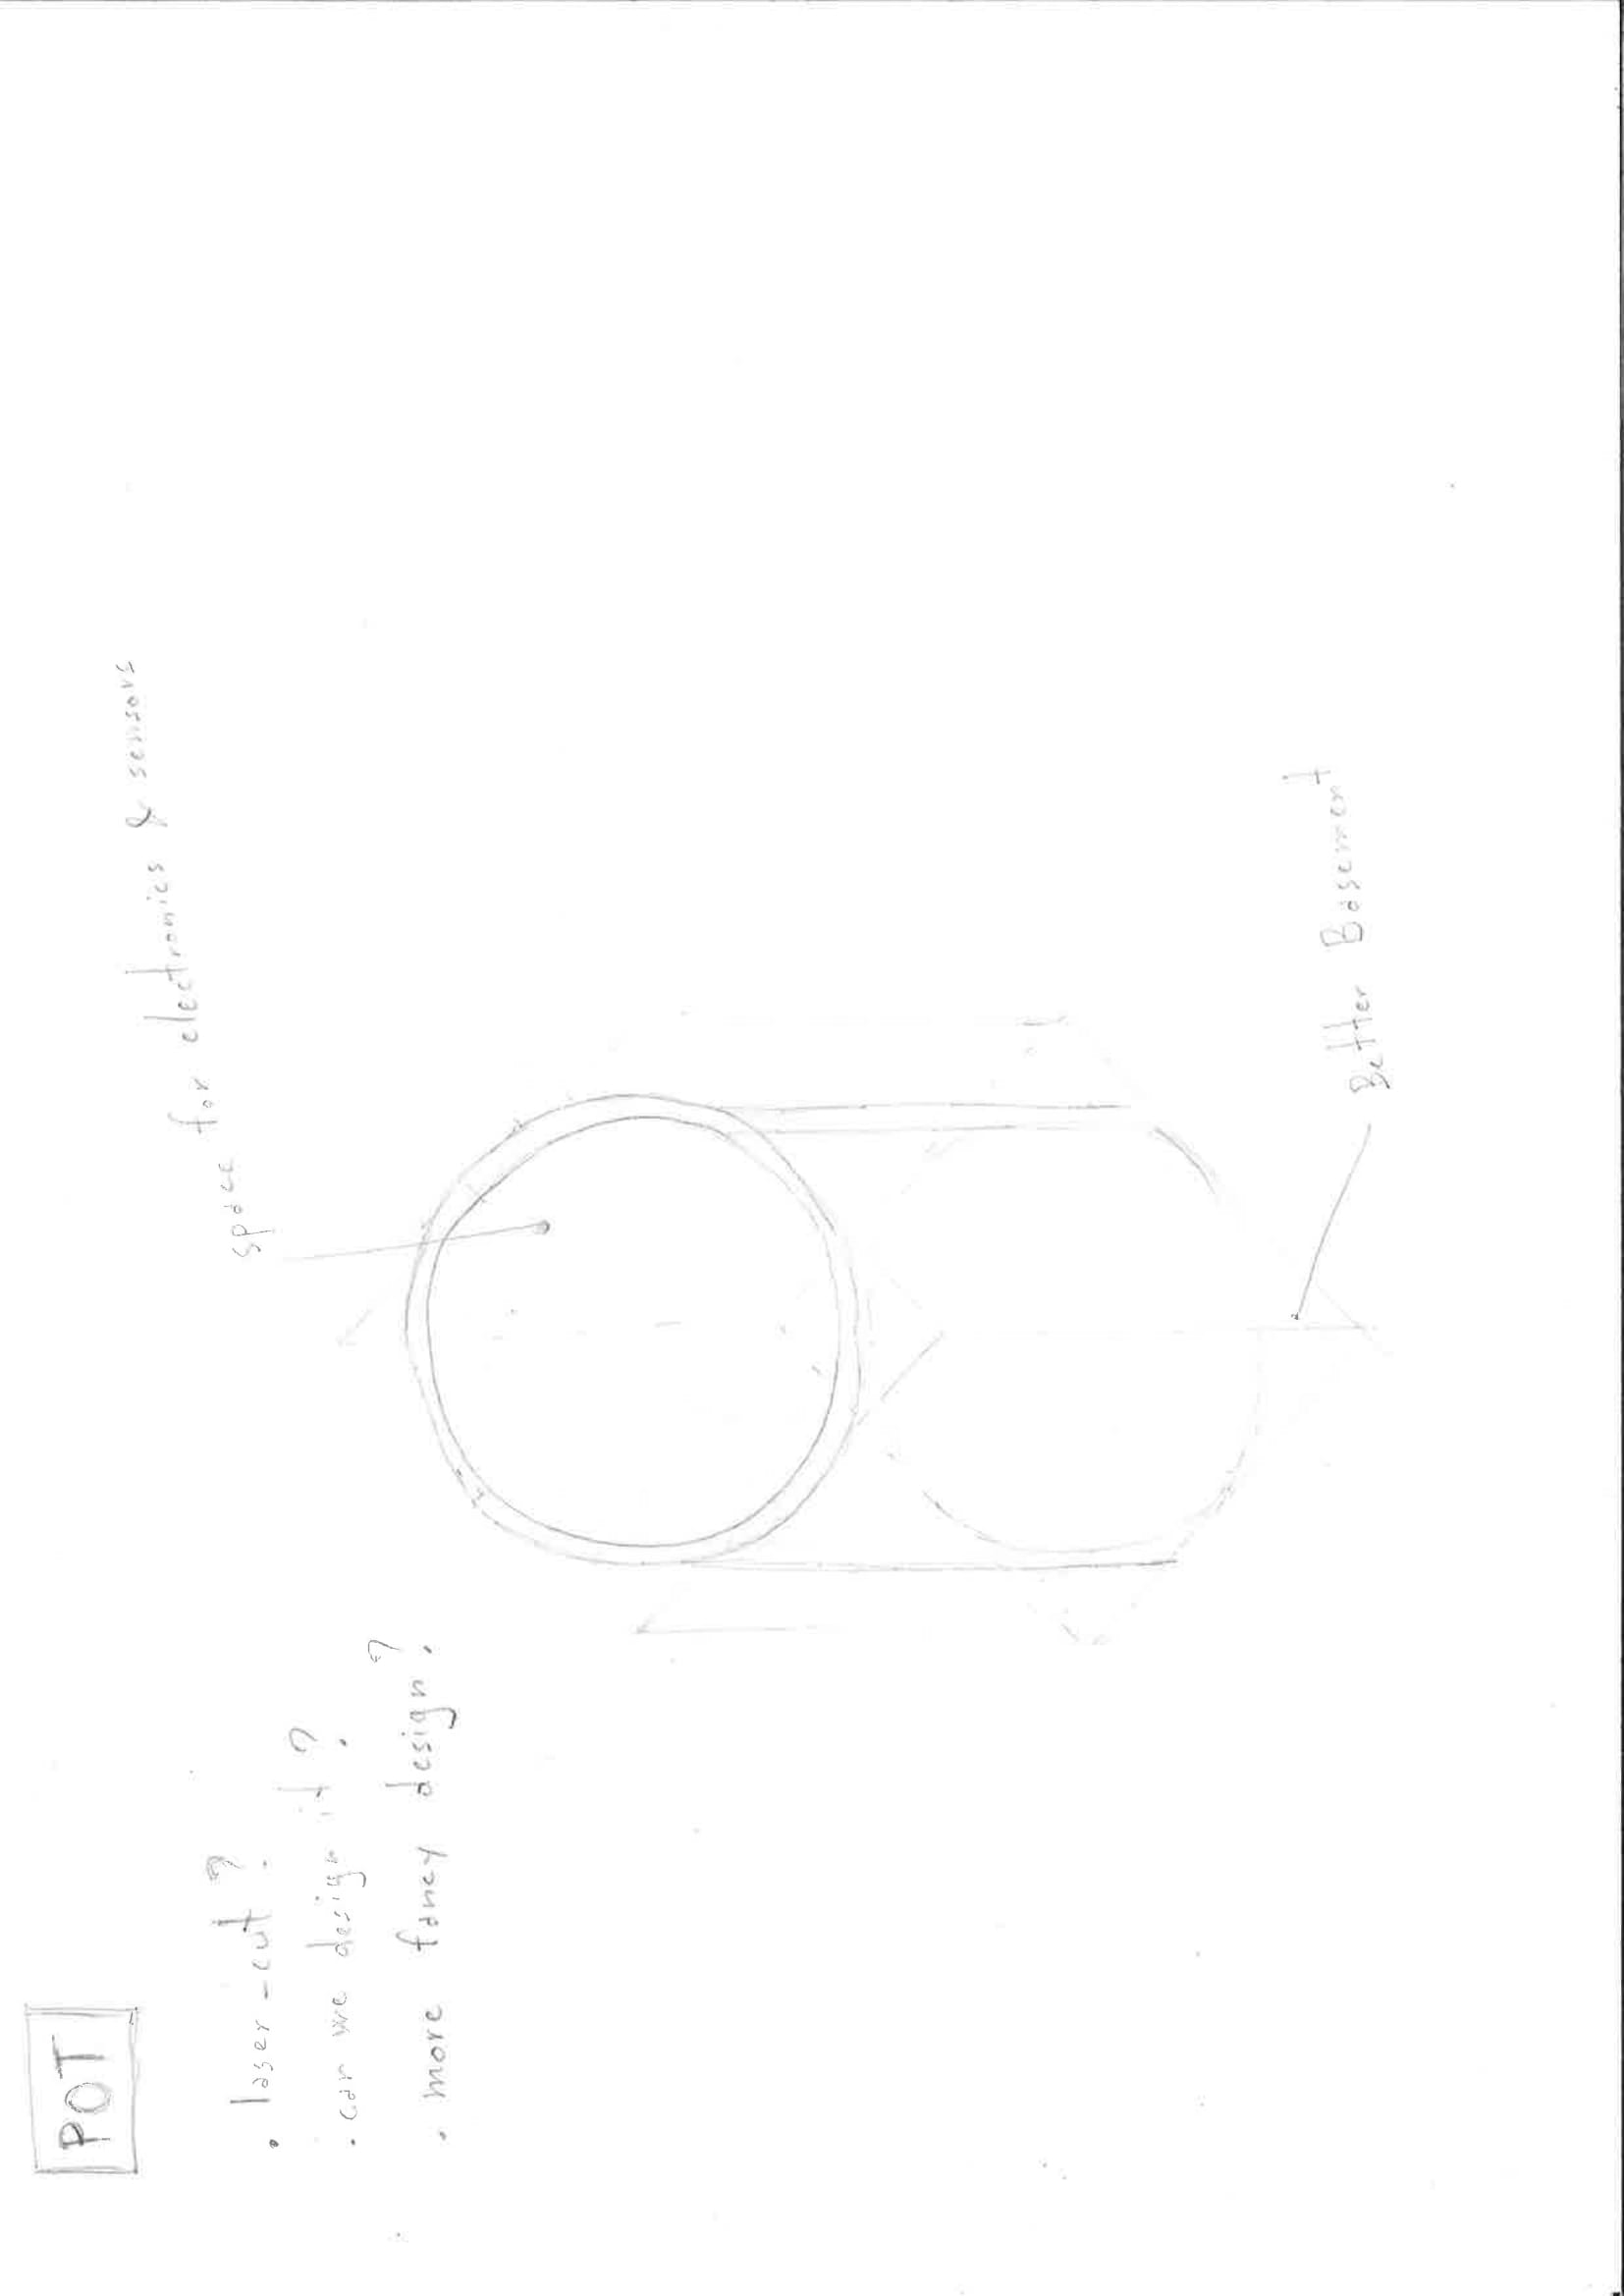 POT
. laser-cut?
. can we design it?
. more fancy design?
space for electronics & sensors
Better Basement